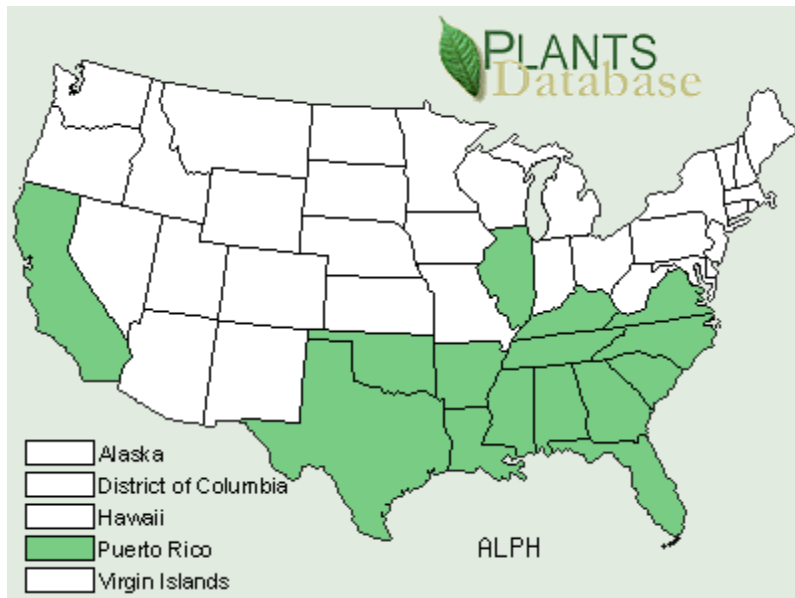 PLANTS
Database
Alaska
District of Columbia
Hawaii
Puerto Rico
Virgin Islands
ALPH